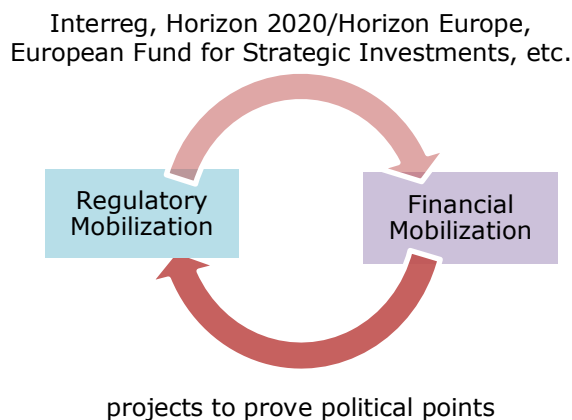 Interreg, Horizon 2020/Horizon Europe,
European Fund for Strategic Investments, etc.
Regulatory
Mobilization
Financial
Mobilization
projects to prove political points